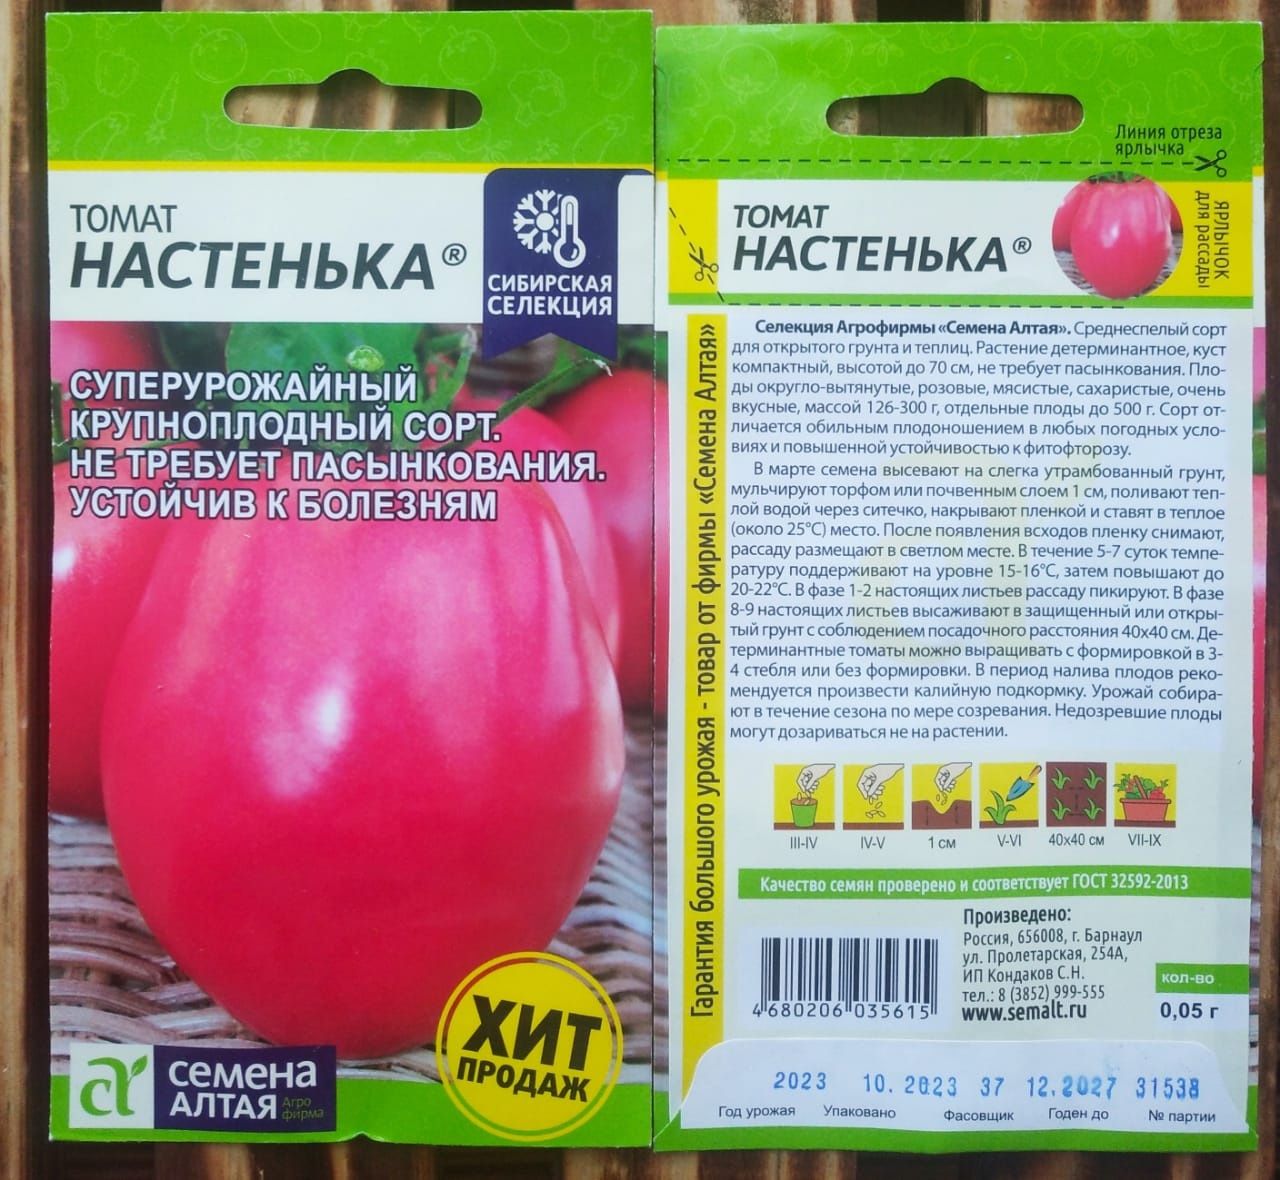 ТОМАТ
НАСТЕНЬКА®
СИБИРСКАЯ
СЕЛЕКЦИЯ
СУПЕРУРОЖАЙНЫЙ
КРУПНОПЛОДНЫЙ СОРТ.
НЕ ТРЕБУЕТ ПАСЫНКОВАНИЯ.
УСТОЙЧИВ К БОЛЕЗНЯМ
ХИТ
ПРОДАЖ
семена
АЛТАЯ
Агро
фирма
Линия отреза
ярлычка
ТОМАТ
НАСТЕНЬКА®
ЯРЛЫЧОК
для рассады
Гарантия большого урожая - товар от фирмы «Семена Алтая»
Селекция Агрофирмы «Семена Алтая». Среднеспелый сорт
для открытого грунта и теплиц. Растение детерминантное, куст
компактный, высотой до 70 см, не требует пасынкования. Пло-
ды округло-вытянутые, розовые, мясистые, сахаристые, очень
вкусные, массой 126-300 г, отдельные плоды до 500 г. Сорт от-
личается обильным плодоношением в любых погодных усло-
виях и повышенной устойчивостью к фитофторозу.
В марте семена высевают на слегка утрамбованный грунт,
мульчируют торфом или почвенным слоем 1 см, поливают теп-
лой водой через ситечко, накрывают пленкой и ставят в теплое
(около 25°С) место. После появления всходов пленку снимают,
рассаду размещают в светлом месте. В течение 5-7 суток темпе-
ратуру поддерживают на уровне 15-16°С, затем повышают до
20-22°С. В фазе 1-2 настоящих листьев рассаду пикируют. В фазе
8-9 настоящих листьев высаживают в защищенный или откры-
тый грунт с соблюдением посадочного расстояния 40х40 см. Де-
терминантные томаты можно выращивать с формировкой в 3-
4 стебля или без формировки. В период налива плодов реко-
мендуется произвести калийную подкормку. Урожай собира-
ют в течение сезона по мере созревания. Недозревшие плоды
могут дозариваться не на растении.
III-IV IV-V 1 см V-VI 40х40 см VII-IX
Качество семян проверено и соответствует ГОСТ 32592-2013
4 680206 035615
Произведено:
Россия, 656008, г. Барнаул
ул. Пролетарская, 254А,
ИП Кондаков С.Н.
тел.: 8 (3852) 999-555
www.semalt.ru
кол-во
0,05 г
2023 10.2023 37 12.2027 31538
Год урожая Упаковано Фасовщик Годен до № партии